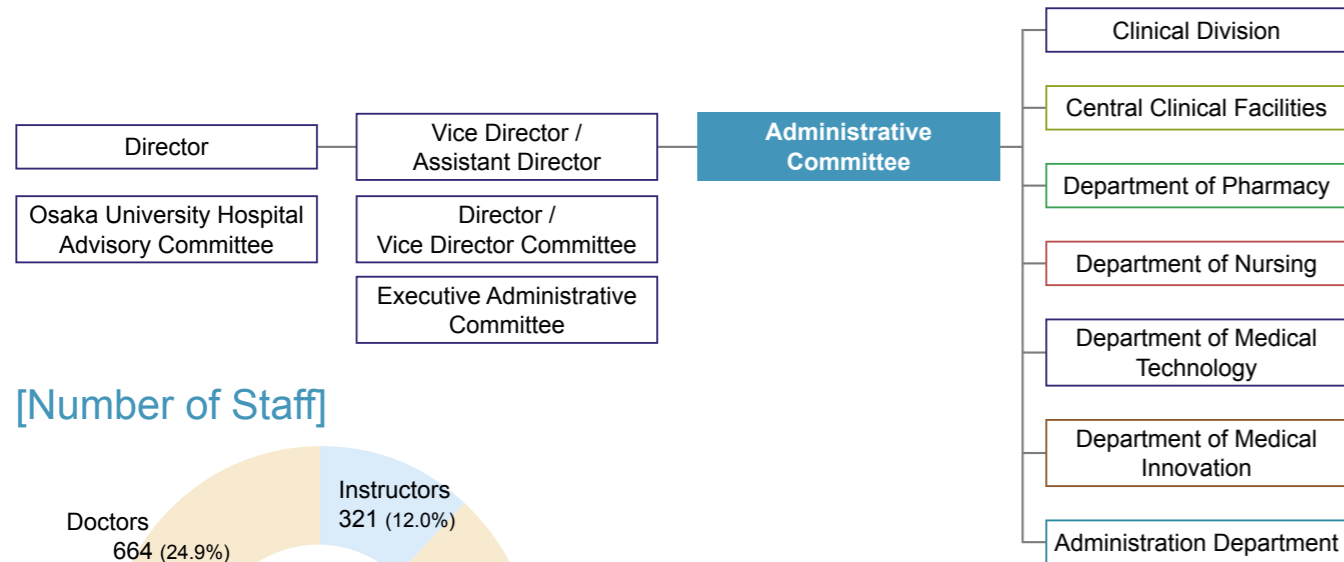 Director
Osaka University Hospital
Advisory Committee
Vice Director /
Assistant Director
Director /
Vice Director Committee
Executive Administrative
Committee
Administrative
Committee
Clinical Division
Central Clinical Facilities
Department of Pharmacy
Department of Nursing
Department of Medical
Technology
Department of Medical
Innovation
Administration Department
[Number of Staff]
Doctors
664 (24.9%)
Instructors
321 (12.0%)